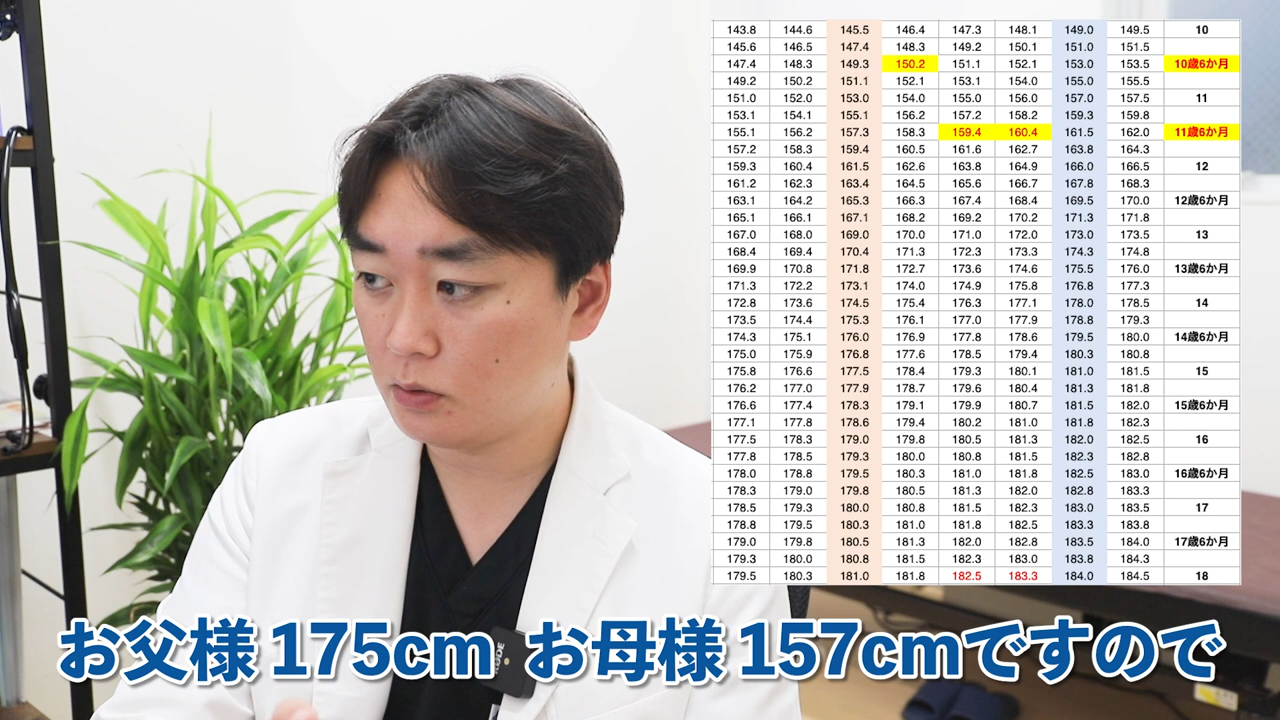 143.8 144.6 145.5 146.4 147.3 148.1 149.0 149.5 10
145.6 146.5 147.4 148.3 149.2 150.1 151.0 151.5
147.4 148.3 149.3 150.2 151.1 152.1 153.0 153.5 10歳6か月
149.2 150.2 151.1 152.1 153.1 154.0 155.0 155.5
151.0 152.0 153.0 154.0 155.0 156.0 157.0 157.5 11
153.1 154.1 155.1 156.2 157.2 158.2 159.3 159.8
155.1 156.2 157.3 158.3 159.4 160.4 161.5 162.0 11歳6か月
157.2 158.3 159.4 160.5 161.6 162.7 163.8 164.3
159.3 160.4 161.5 162.6 163.8 164.9 166.0 166.5 12
161.2 162.3 163.4 164.5 165.6 166.7 167.8 168.3
163.1 164.2 165.3 166.3 167.4 168.4 169.5 170.0 12歳6か月
165.1 166.1 167.1 168.2 169.2 170.2 171.3 171.8
167.0 168.0 169.0 170.0 171.0 172.0 173.0 173.5 13
168.4 169.4 170.4 171.3 172.3 173.3 174.3 174.8
169.9 170.8 171.8 172.7 173.6 174.6 175.5 176.0 13歳6か月
171.3 172.2 173.1 174.0 174.9 175.8 176.8 177.3
172.8 173.6 174.5 175.4 176.3 177.1 178.0 178.5 14
173.5 174.4 175.3 176.1 177.0 177.9 178.8 179.3
174.3 175.1 176.0 176.9 177.8 178.6 179.5 180.0 14歳6か月
175.0 175.9 176.8 177.6 178.5 179.4 180.3 180.8
175.8 176.6 177.5 178.4 179.3 180.1 181.0 181.5 15
176.2 177.0 177.9 178.7 179.6 180.4 181.3 181.8
176.6 177.4 178.3 179.1 179.9 180.7 181.5 182.0 15歳6か月
177.1 177.8 178.6 179.4 180.2 181.0 181.8 182.3
177.5 178.3 179.0 179.8 180.5 181.3 182.0 182.5 16
177.8 178.5 179.3 180.0 180.8 181.5 182.3 182.8
178.0 178.8 179.5 180.3 181.0 181.8 182.5 183.0 16歳6か月
178.3 179.0 179.8 180.5 181.3 182.0 182.8 183.3
178.5 179.3 180.0 180.8 181.5 182.3 183.0 183.5 17
178.8 179.5 180.3 181.0 181.8 182.5 183.3 183.8
179.0 179.8 180.5 181.3 182.0 182.8 183.5 184.0 17歳6か月
179.3 180.0 180.8 181.5 182.3 183.0 183.8 184.3
179.5 180.3 181.0 181.8 182.5 183.3 184.0 184.5 18
お父様 175cm お母様 157cmですので